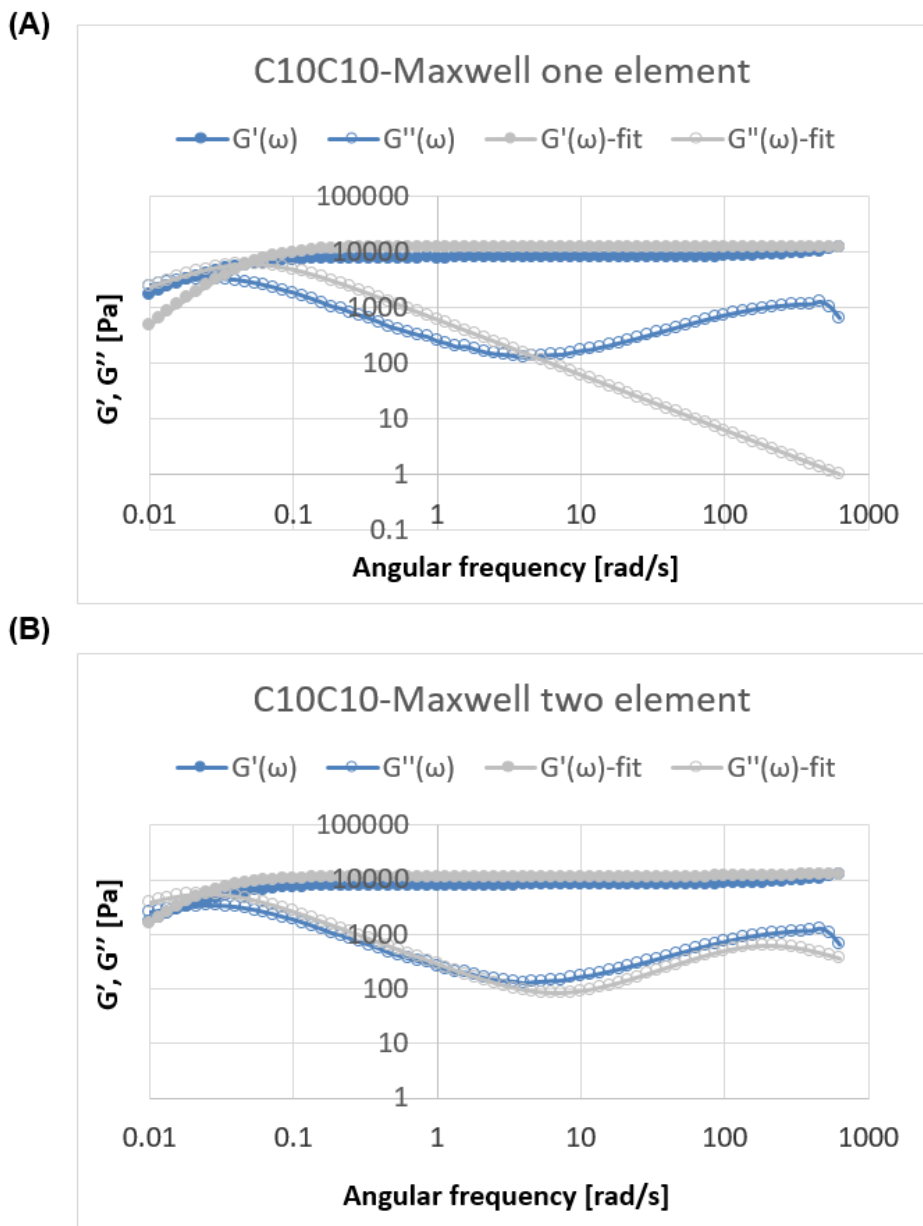 (A)
C10C10-Maxwell one element
G'(ω) G''(ω) G'(ω)-fit G''(ω)-fit
100000
10000
1000
100
10
1
0.1
0.01 0.1 1 10 100 1000
G', G'' [Pa]
Angular frequency [rad/s]
(B)
C10C10-Maxwell two element
G'(ω) G''(ω) G'(ω)-fit G''(ω)-fit
100000
10000
1000
100
10
1
0.01 0.1 1 10 100 1000
G', G'' [Pa]
Angular frequency [rad/s]